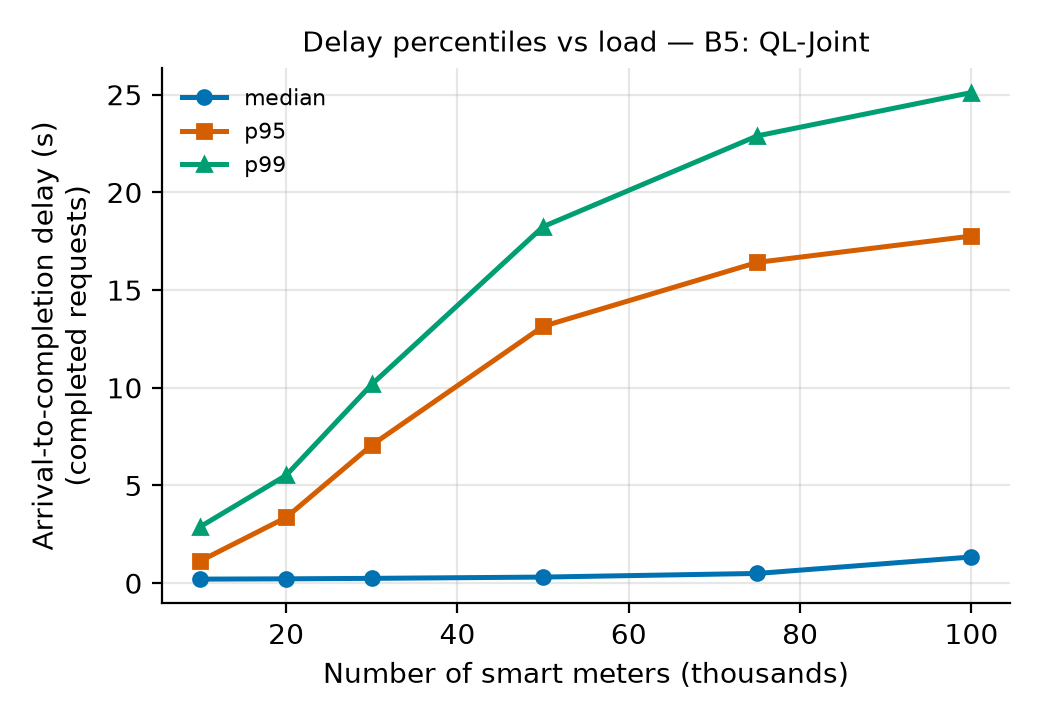 Delay percentiles vs load — B5: QL-Joint
Arrival-to-completion delay (s)
(completed requests)
25
20
15
10
5
0
median
p95
p99
20 40 60 80 100
Number of smart meters (thousands)